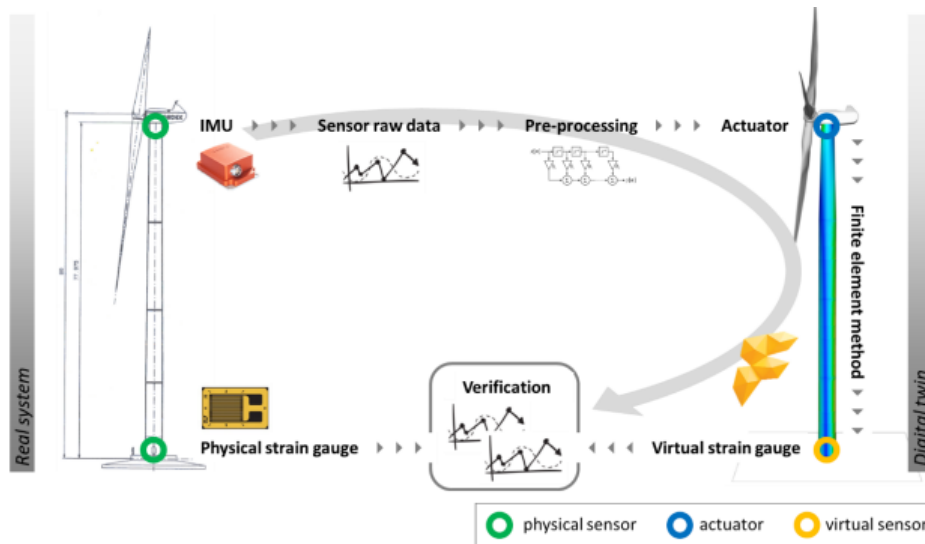 IMU
Sensor raw data
Pre-processing
Actuator
Finite element method
Verification
Physical strain gauge
Virtual strain gauge
Real system
Digital twin
physical sensor
actuator
virtual sensor